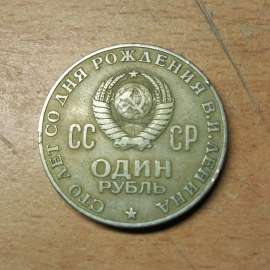 СТО ЛЕТ СО ДНЯ РОЖДЕНИЯ В.И.ЛЕНИНА
СС СР
ОДИН
РУБЛЬ